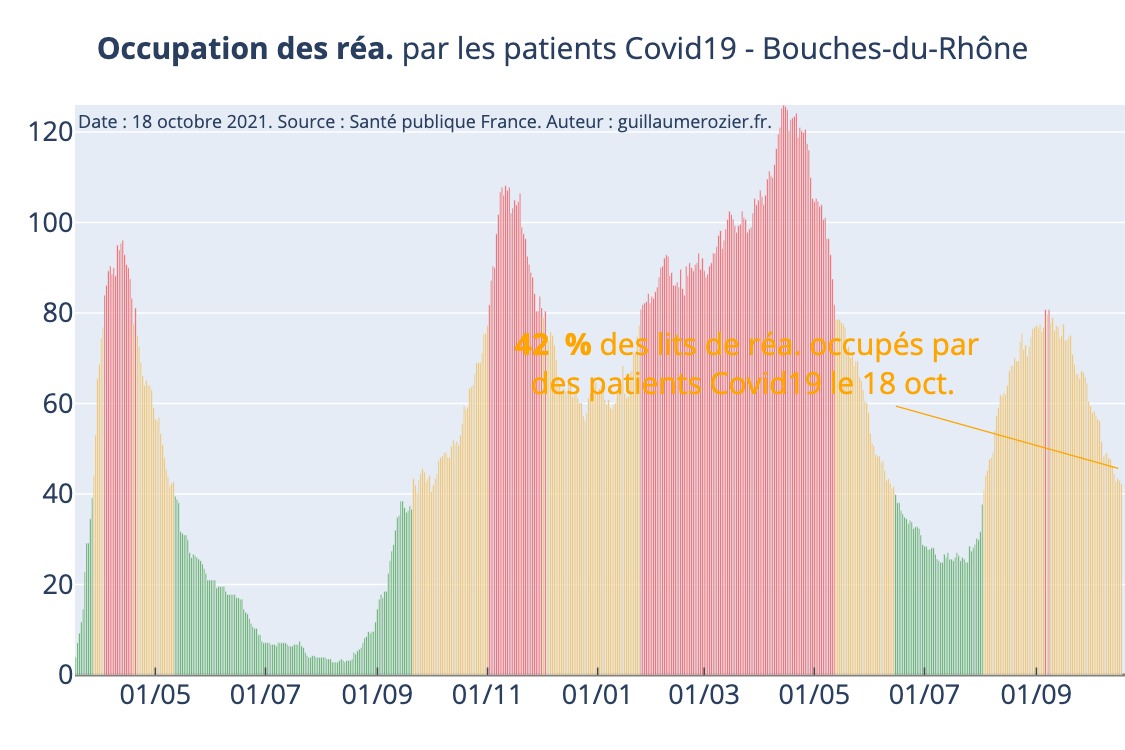 Occupation des réa. par les patients Covid19 - Bouches-du-Rhône
Date : 18 octobre 2021. Source : Santé publique France. Auteur : guillaumerozier.fr.
120
100
80
60
40
20
0
42 % des lits de réa. occupés par
des patients Covid19 le 18 oct.
01/05 01/07 01/09 01/11 01/01 01/03 01/05 01/07 01/09